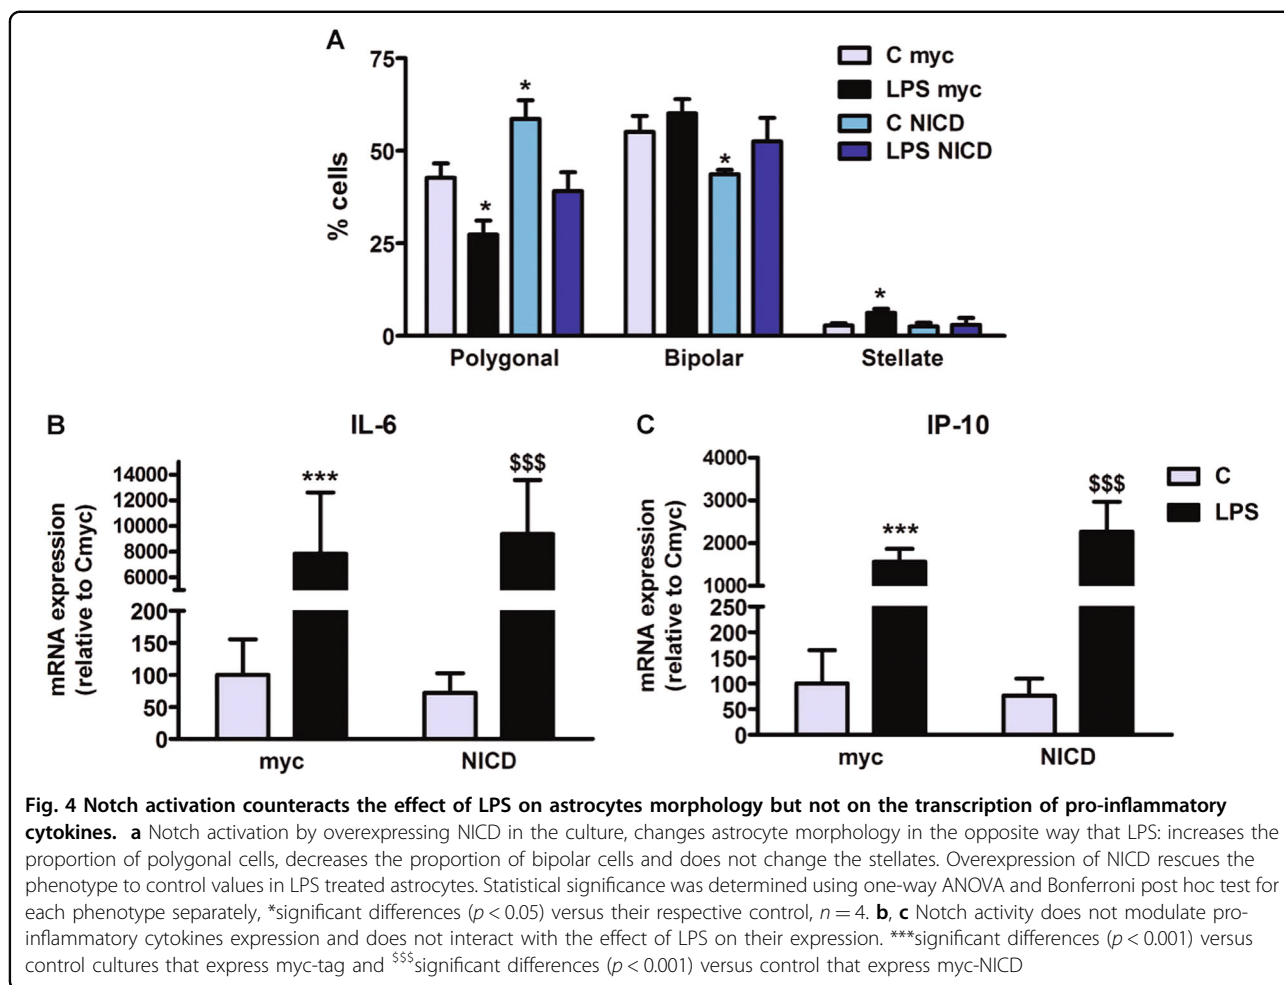 A
75
50
25
0
% cells
*
*
*
*
C myc
LPS myc
C NICD
LPS NICD
Polygonal Bipolar Stellate
B IL-6
mRNA expression
(relative to Cmyc)
14000
12000
10000
8000
6000
200
150
100
50
0
***
$$$
myc NICD
C IP-10
mRNA expression
(relative to Cmyc)
4000
3000
2000
1000
250
200
150
100
50
0
***
$$$
myc NICD
C
LPS
Fig. 4 Notch activation counteracts the effect of LPS on astrocytes morphology but not on the transcription of pro-inflammatory
cytokines. a Notch activation by overexpressing NICD in the culture, changes astrocyte morphology in the opposite way that LPS: increases the
proportion of polygonal cells, decreases the proportion of bipolar cells and does not change the stellates. Overexpression of NICD rescues the
phenotype to control values in LPS treated astrocytes. Statistical significance was determined using one-way ANOVA and Bonferroni post hoc test for
each phenotype separately, *significant differences (p < 0.05) versus their respective control, n = 4. b, c Notch activity does not modulate pro-
inflammatory cytokines expression and does not interact with the effect of LPS on their expression. ***significant differences (p < 0.001) versus
control cultures that express myc-tag and $$$significant differences (p < 0.001) versus control that express myc-NICD